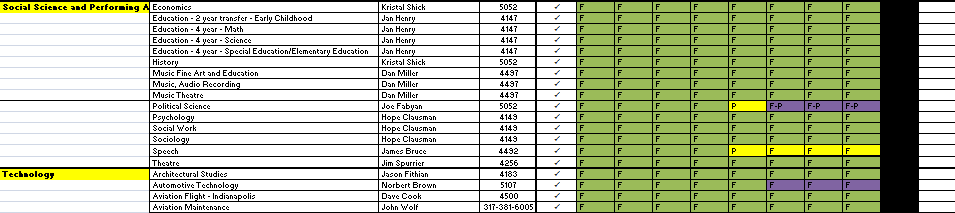 Social Science and Performing A Economics Kristal Shick 5052 ✓ F F F F F F F F
Education - 2 year transfer - Early Childhood Jan Henry 4147 ✓ F F F F F F F F
Education - 4 year - Math Jan Henry 4147 ✓ F F F F F F F F
Education - 4 year - Science Jan Henry 4147 ✓ F F F F F F F F
Education - 4 year - Special Education/Elementary Education Jan Henry 4147 ✓ F F F F F F F F
History Kristal Shick 5052 ✓ F F F F F F F F
Music Fine Art and Education Dan Miller 4497 ✓ F F F F F F F F
Music, Audio Recording Dan Miller 4497 ✓ F F F F F F F F
Music Theatre Dan Miller 4497 ✓ F F F F F F F F
Political Science Joe Fabyan 5052 ✓ F F F F P F-P F-P F-P
Psychology Hope Clausman 4149 ✓ F F F F F F F F
Social Work Hope Clausman 4149 ✓ F F F F F F F F
Sociology Hope Clausman 4149 ✓ F F F F F F F F
Speech James Bruce 4492 ✓ F F F F P F F F
Theatre Jim Spurrier 4256 ✓ F F F F F F F F
Technology Architectural Studies Jason Fithian 4183 ✓ F F F F F F F F
Automotive Technology Norbert Brown 5107 ✓ F F F F F F F F
Aviation Flight - Indianapolis Dave Cook 4500 ✓ F F F F F F F F
Aviation Maintenance John Wolf 317-381-6005 ✓ F F F F F F F F